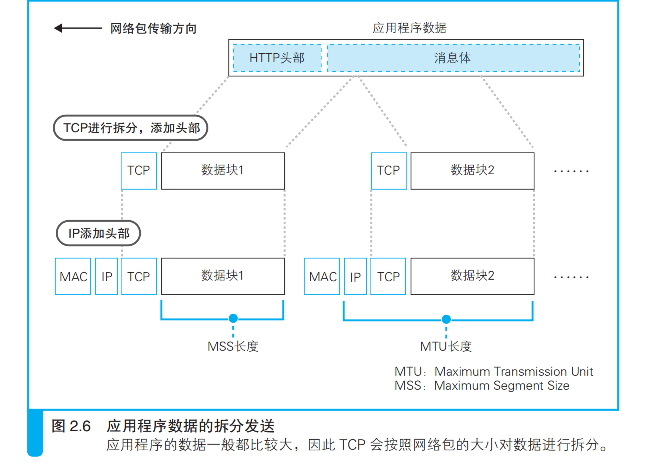 网络包传输方向
应用程序数据
HTTP头部 消息体
TCP进行拆分，添加头部
TCP 数据块1 TCP 数据块2 ······
IP添加头部
MAC IP TCP 数据块1 MAC IP TCP 数据块2 ······
MSS长度 MTU长度
MTU：Maximum Transmission Unit
MSS：Maximum Segment Size
图 2.6 应用程序数据的拆分发送
应用程序的数据一般都比较大，因此 TCP 会按照网络包的大小对数据进行拆分。